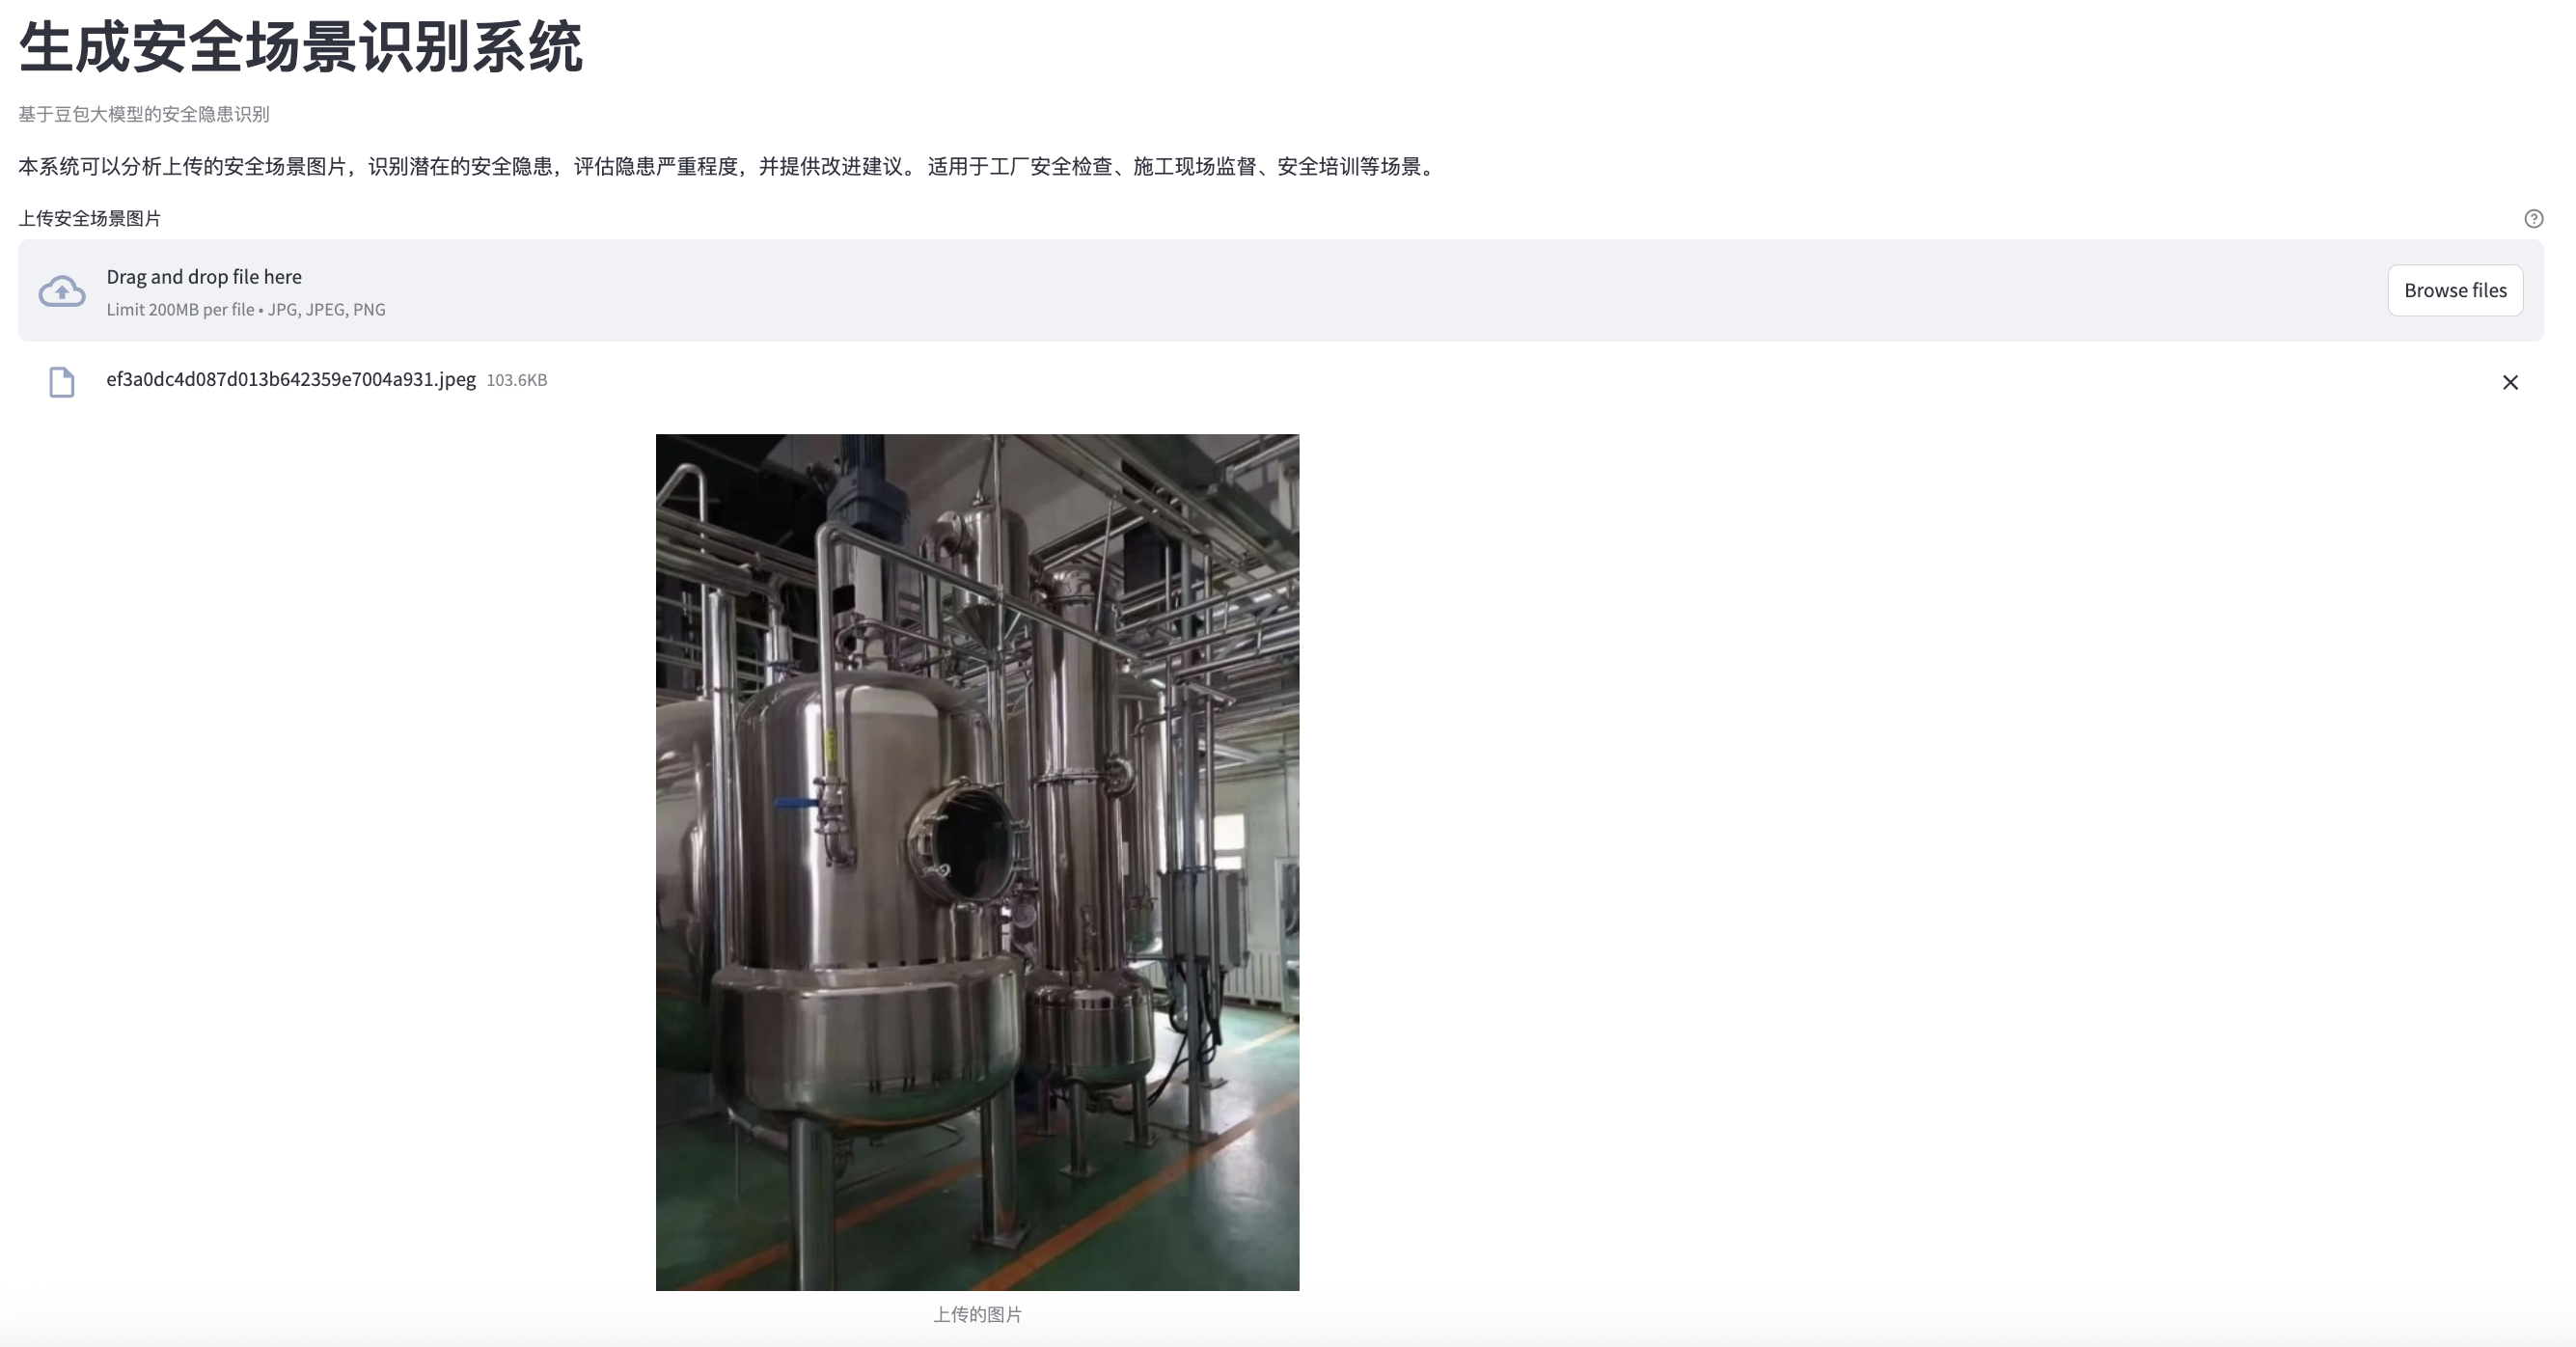 生成安全场景识别系统
基于豆包大模型的安全隐患识别
本系统可以分析上传的安全场景图片，识别潜在的安全隐患，评估隐患严重程度，并提供改进建议。 适用于工厂安全检查、施工现场监督、安全培训等场景。
上传安全场景图片
Drag and drop file here
Limit 200MB per file • JPG, JPEG, PNG
Browse files
ef3a0dc4d087d013b642359e7004a931.jpeg 103.6KB
上传的图片